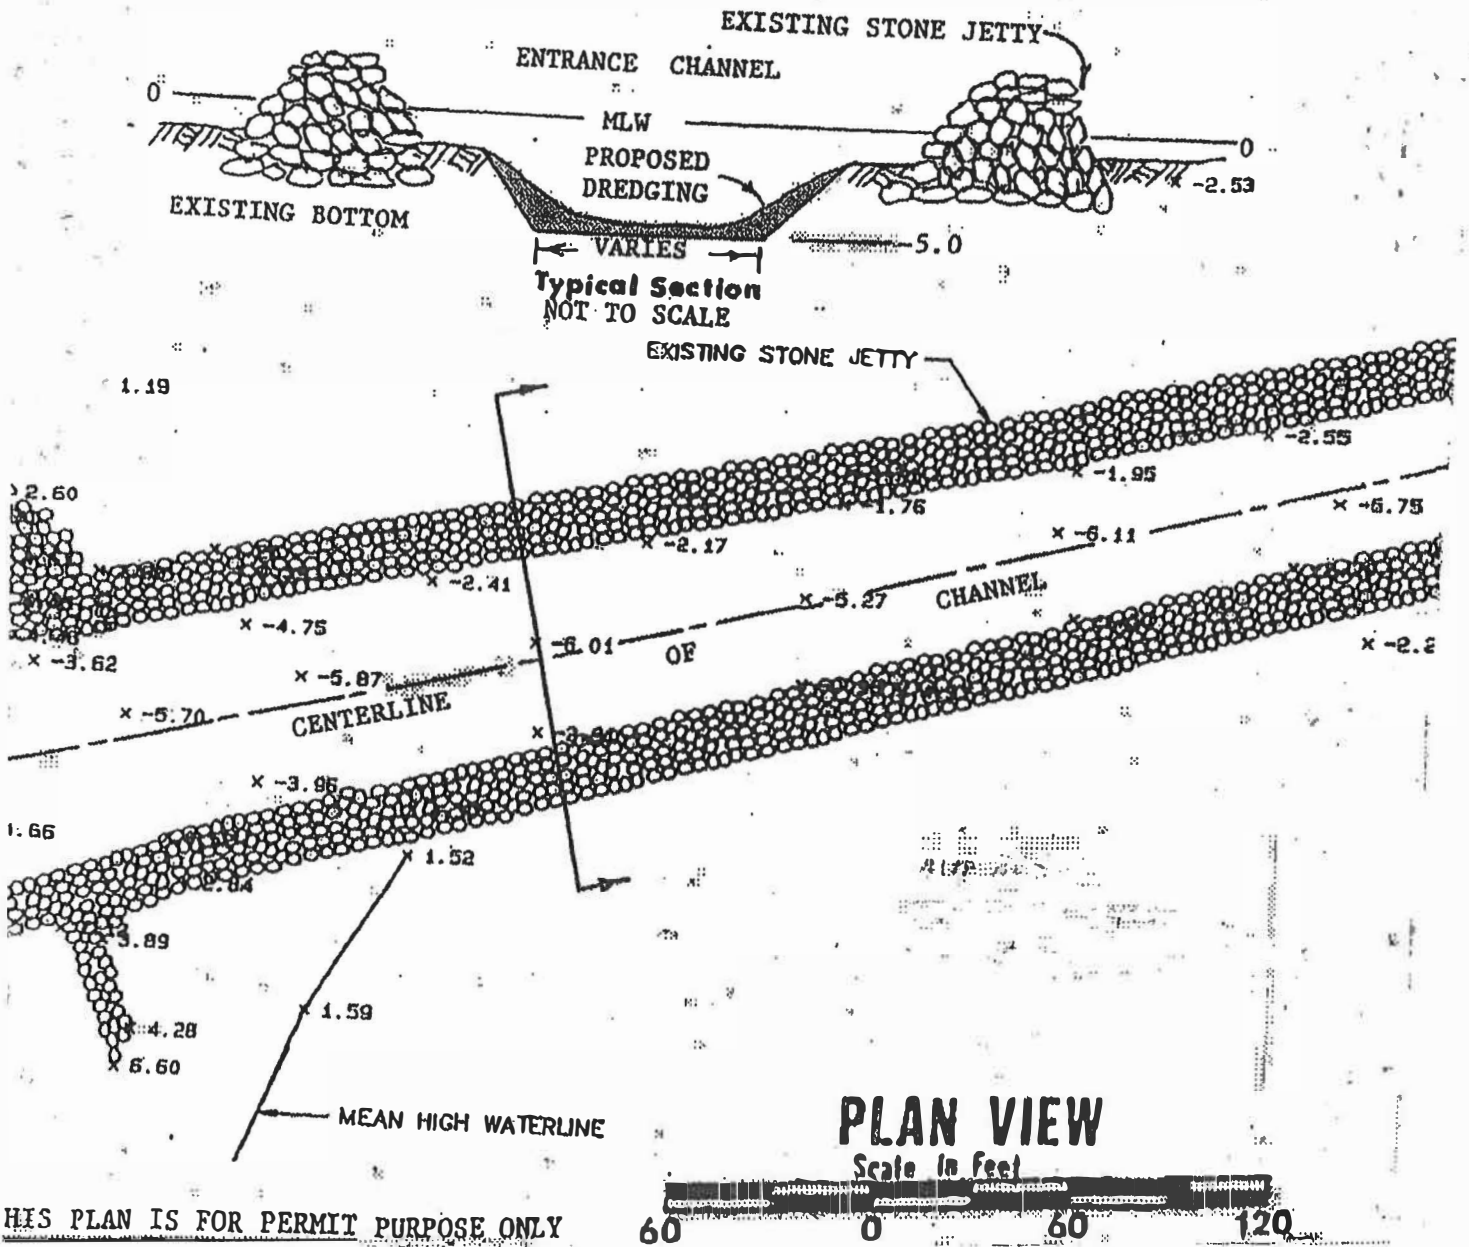 EXISTING STONE JETTY
ENTRANCE CHANNEL
0
MLW
0
PROPOSED
DREDGING
-2.53
EXISTING BOTTOM
-5.0
VARIES
Typical Section
NOT TO SCALE
EXISTING STONE JETTY
1.19
-2.55
-1.95
2.60
-1.76
-6.75
-6.11
-2.17
-2.41
-5.27
CHANNEL
-4.75
-6.01
OF
-2.2
-3.62
-5.87
-5.70
CENTERLINE
-3.96
1.66
1.52
2.84
3.89
1.59
4.28
6.60
MEAN HIGH WATERLINE
PLAN VIEW
Scale In Feet
60 0 60 120
HIS PLAN IS FOR PERMIT PURPOSE ONLY